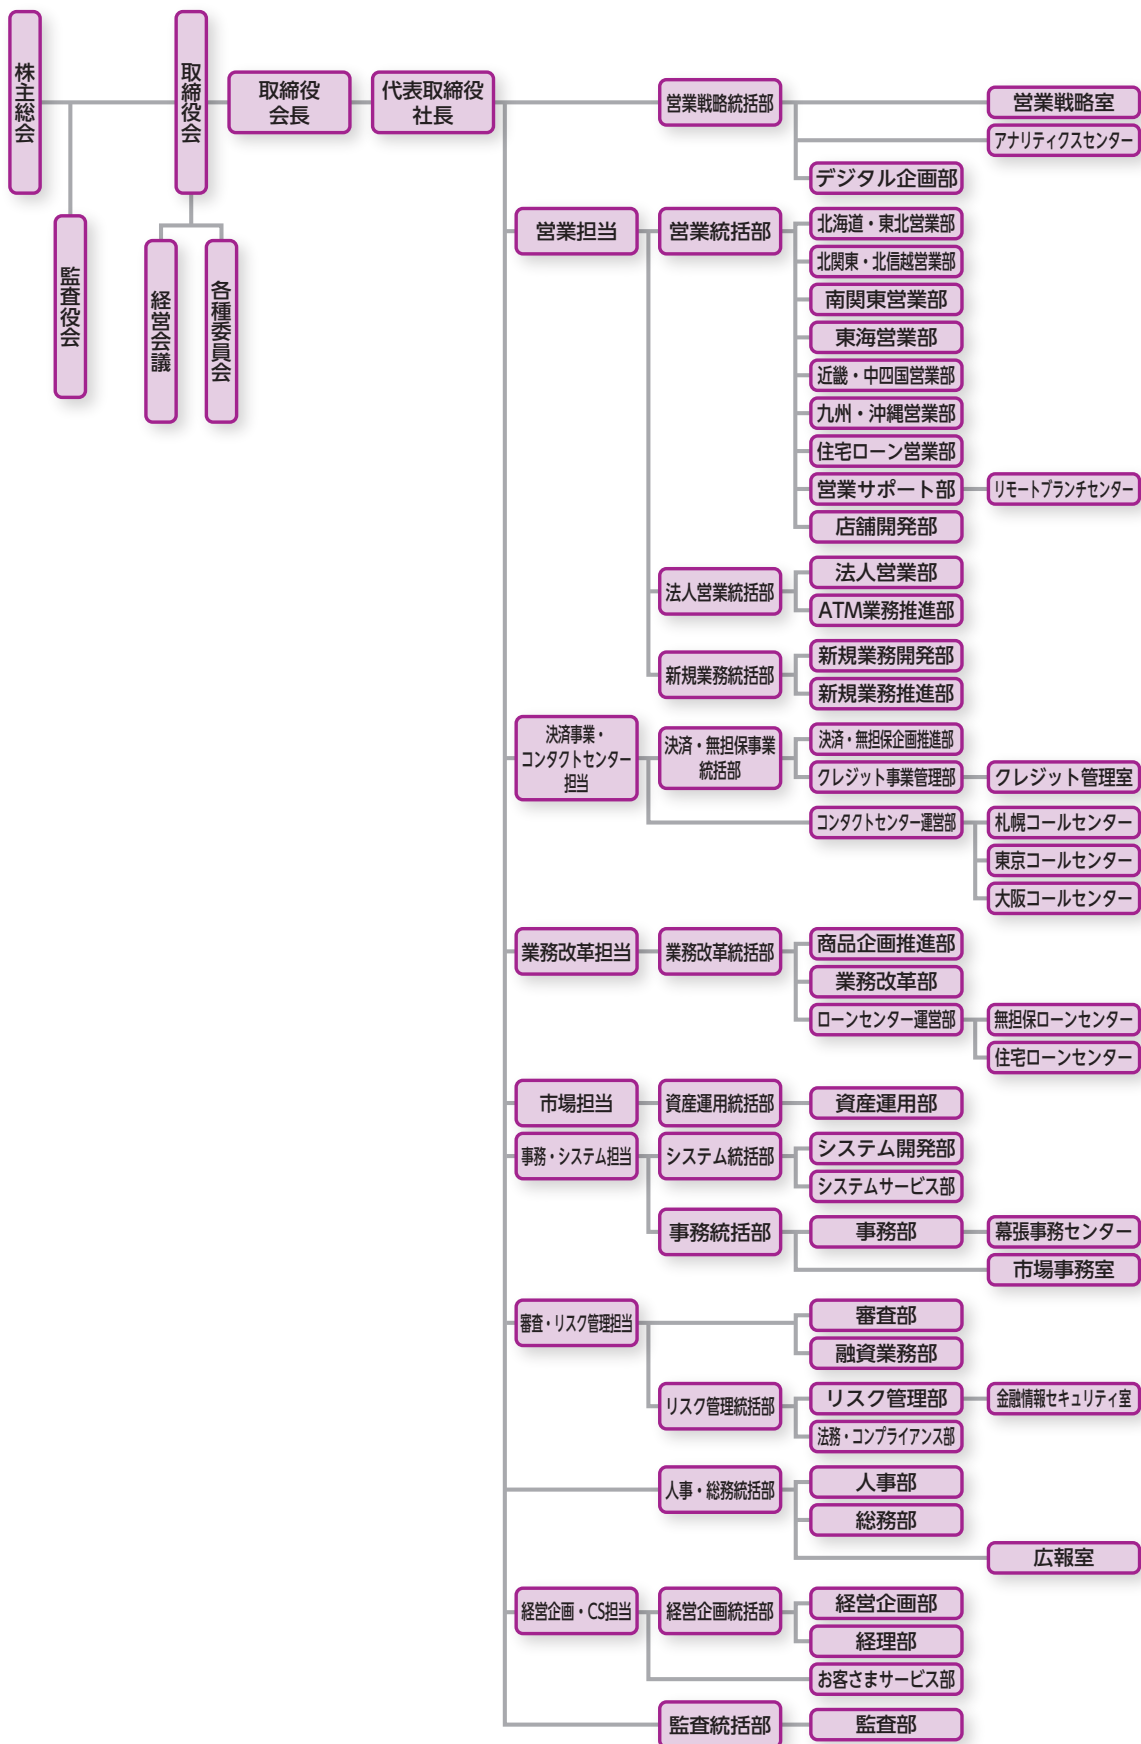 株主総会
監査役会
取締役会
経営会議
各種委員会
取締役
会長
代表取締役
社長
営業戦略統括部
営業戦略室
アナリティクスセンター
デジタル企画部
営業担当
営業統括部
北海道・東北営業部
北関東・北信越営業部
南関東営業部
東海営業部
近畿・中四国営業部
九州・沖縄営業部
住宅ローン営業部
営業サポート部
リモートブランチセンター
店舗開発部
法人営業統括部
法人営業部
ATM業務推進部
新規業務統括部
新規業務開発部
新規業務推進部
決済事業・
コンタクトセンター
担当
決済・無担保事業
統括部
決済・無担保企画推進部
クレジット事業管理部
クレジット管理室
コンタクトセンター運営部
札幌コールセンター
東京コールセンター
大阪コールセンター
業務改革担当
業務改革統括部
商品企画推進部
業務改革部
ローンセンター運営部
無担保ローンセンター
住宅ローンセンター
市場担当
資産運用統括部
資産運用部
事務・システム担当
システム統括部
システム開発部
システムサービス部
事務統括部
事務部
幕張事務センター
市場事務室
審査・リスク管理担当
審査部
融資業務部
リスク管理統括部
リスク管理部
金融情報セキュリティ室
法務・コンプライアンス部
人事・総務統括部
人事部
総務部
広報室
経営企画・CS担当
経営企画統括部
経営企画部
経理部
お客さまサービス部
監査統括部
監査部